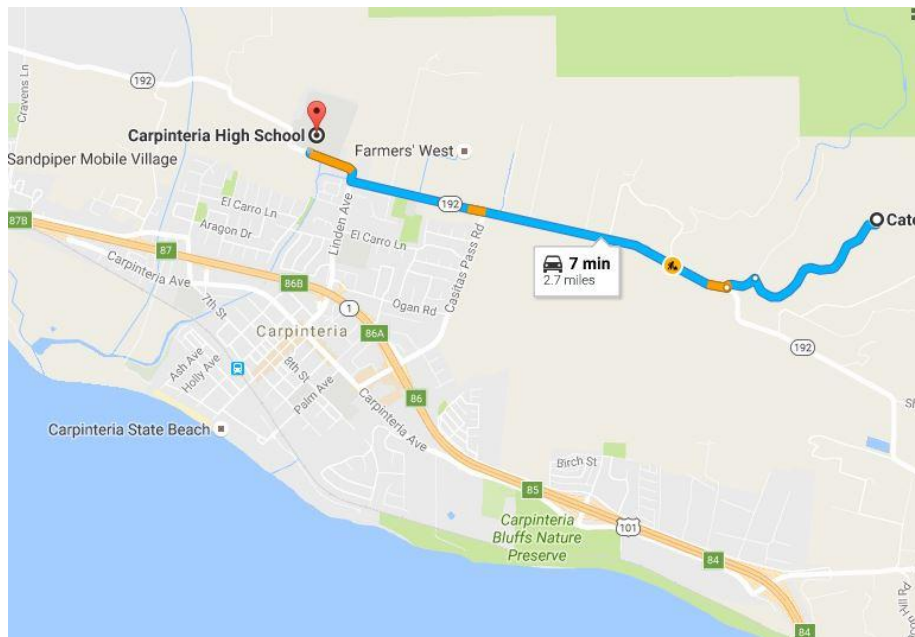 192
Cravens Ln
Carpinteria High School
Farmers' West
Sandpiper Mobile Village
El Carro Ln
Linden Ave
192
87B
Aragon Dr
El Carro Ln
Casitas Pass Rd
7 min
2.7 miles
87
Carpinteria Ave
86B
7th St
Ogan Rd
1
Carpinteria
86A
192
Ash Ave
Holly Ave
8th St
Palm Ave
86
Carpinteria State Beach
Carpinteria Ave
Birch St
85
Carpinteria
Bluffs Nature
Preserve
101
84
84